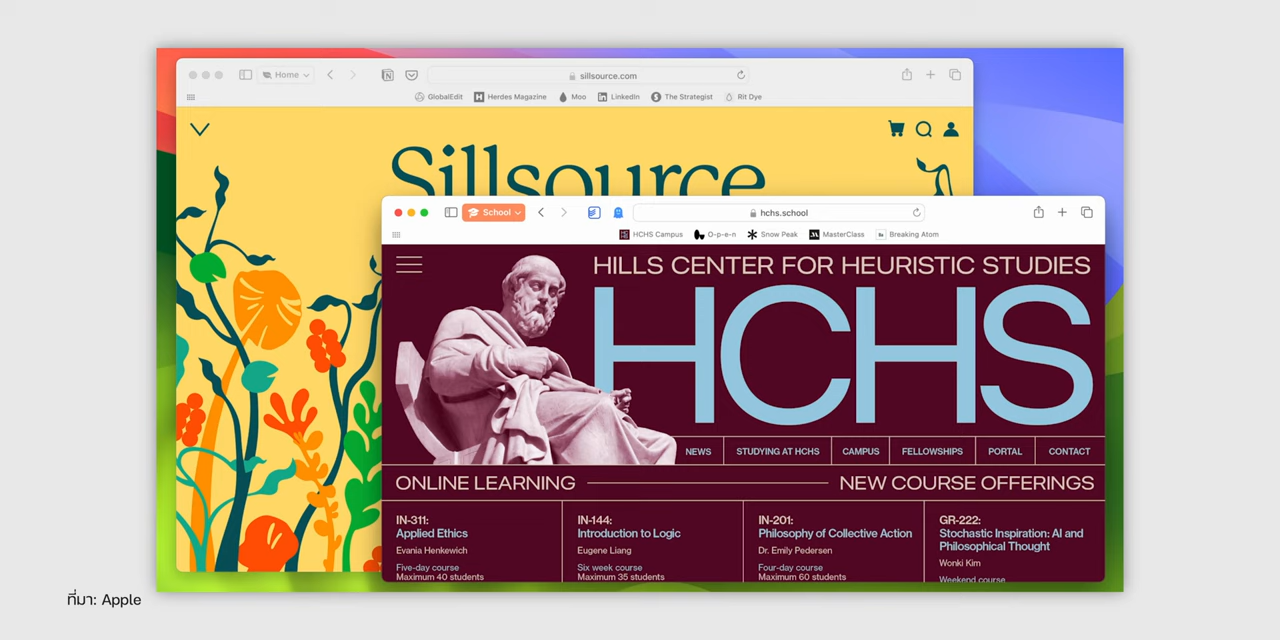 Home
sillsource.com
GlobalEdit
Herdes Magazine
Moo
LinkedIn
The Strategist
Rit Dye
Sillsource
School
hchs.school
HCHS Campus
O-p-e-n
Snow Peak
MasterClass
Breaking Atom
HILLS CENTER FOR HEURISTIC STUDIES
HCHS
NEWS
STUDYING AT HCHS
CAMPUS
FELLOWSHIPS
PORTAL
CONTACT
ONLINE LEARNING
NEW COURSE OFFERINGS
IN-311:
Applied Ethics
Evania Henkewich
Five-day course
Maximum 40 students
IN-144:
Introduction to Logic
Eugene Liang
Six week course
Maximum 35 students
IN-201:
Philosophy of Collective Action
Dr. Emily Pedersen
Four-day course
Maximum 60 students
GR-222:
Stochastic Inspiration: AI and
Philosophical Thought
Wonki Kim
Weekend course
ที่มา: Apple